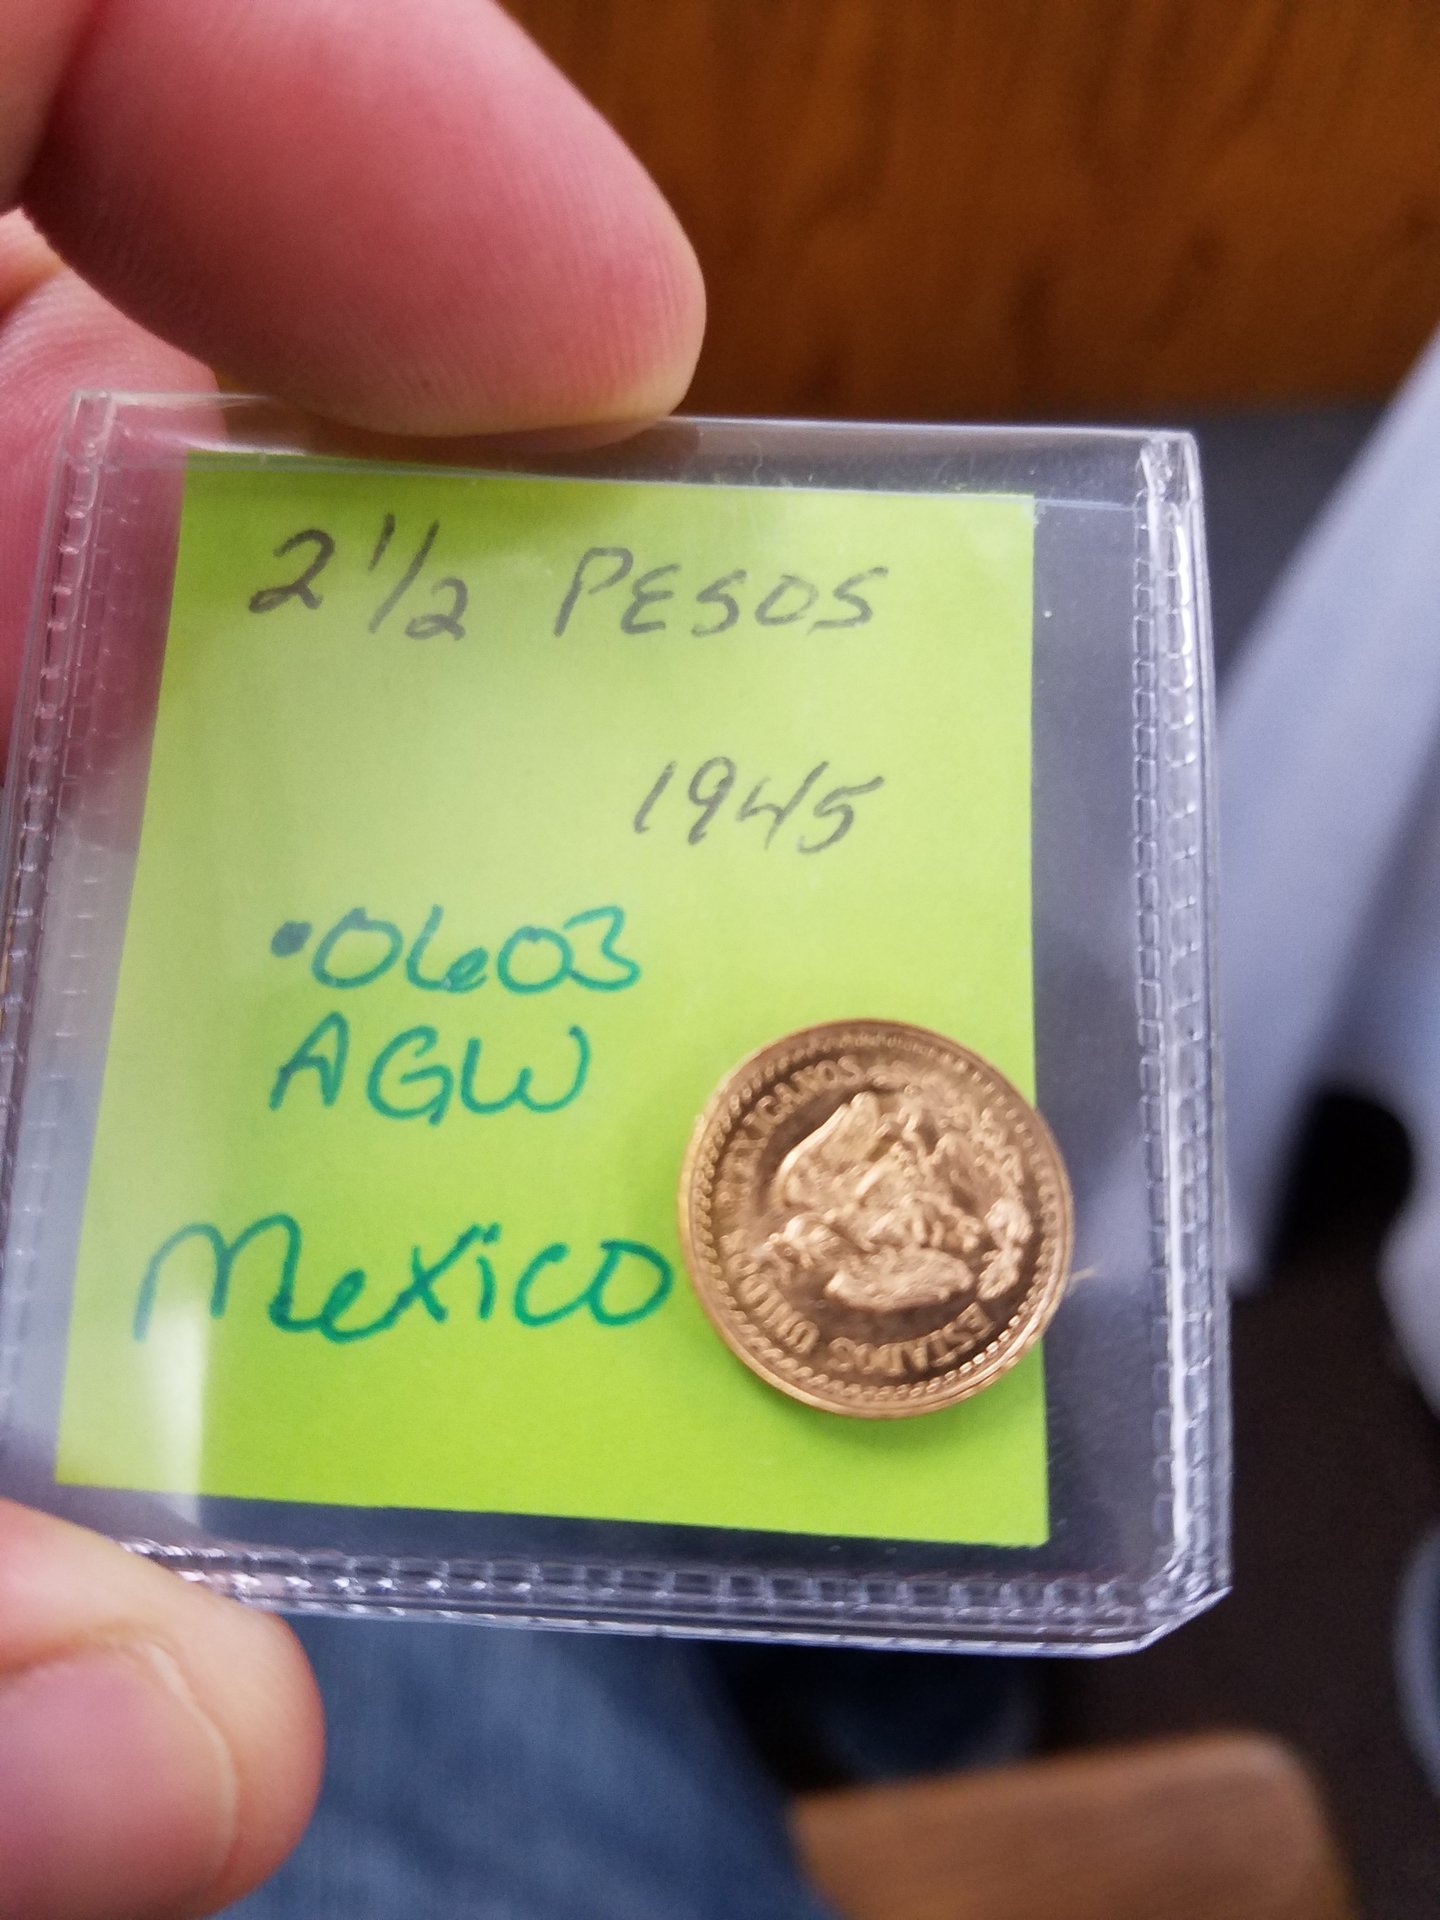 2 1/2 PESOS
1945
.0603
AGW
Mexico
ESTADOS UNIDOS MEXICANOS